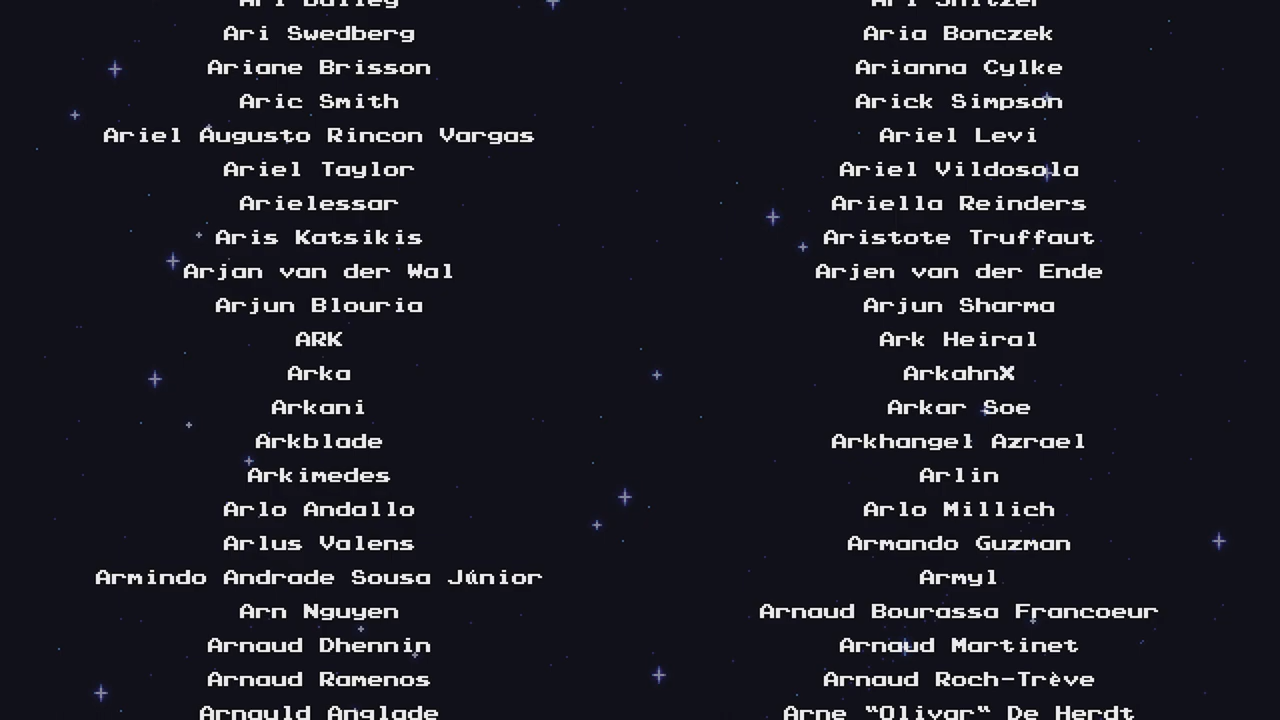 Ari Swedberg	Aria Bonczek
Ariane Brisson	Arianna Cylke
Aric Smith	Arick Simpson
Ariel Augusto Rincon Vargas	Ariel Levi
Ariel Taylor	Ariel Vildosola
Arielessar	Ariella Reinders
Aris Katsikis	Aristote Truffaut
Arjan van der Wal	Arjen van der Ende
Arjun Blouria	Arjun Sharma
ARK	Ark Heiral
Arka	ArkahnX
Arkani	Arkar Soe
Arkblade	Arkhangel Azrael
Arkimedes	Arlin
Arlo Andallo	Arlo Millich
Arlus Valens	Armando Guzman
Armindo Andrade Sousa Júnior	Armyl
Arn Nguyen	Arnaud Bourassa Francoeur
Arnaud Dhennin	Arnaud Martinet
Arnaud Ramenos	Arnaud Roch-Trève
Arnauld Anglade	Arne "Olivar" De Herdt